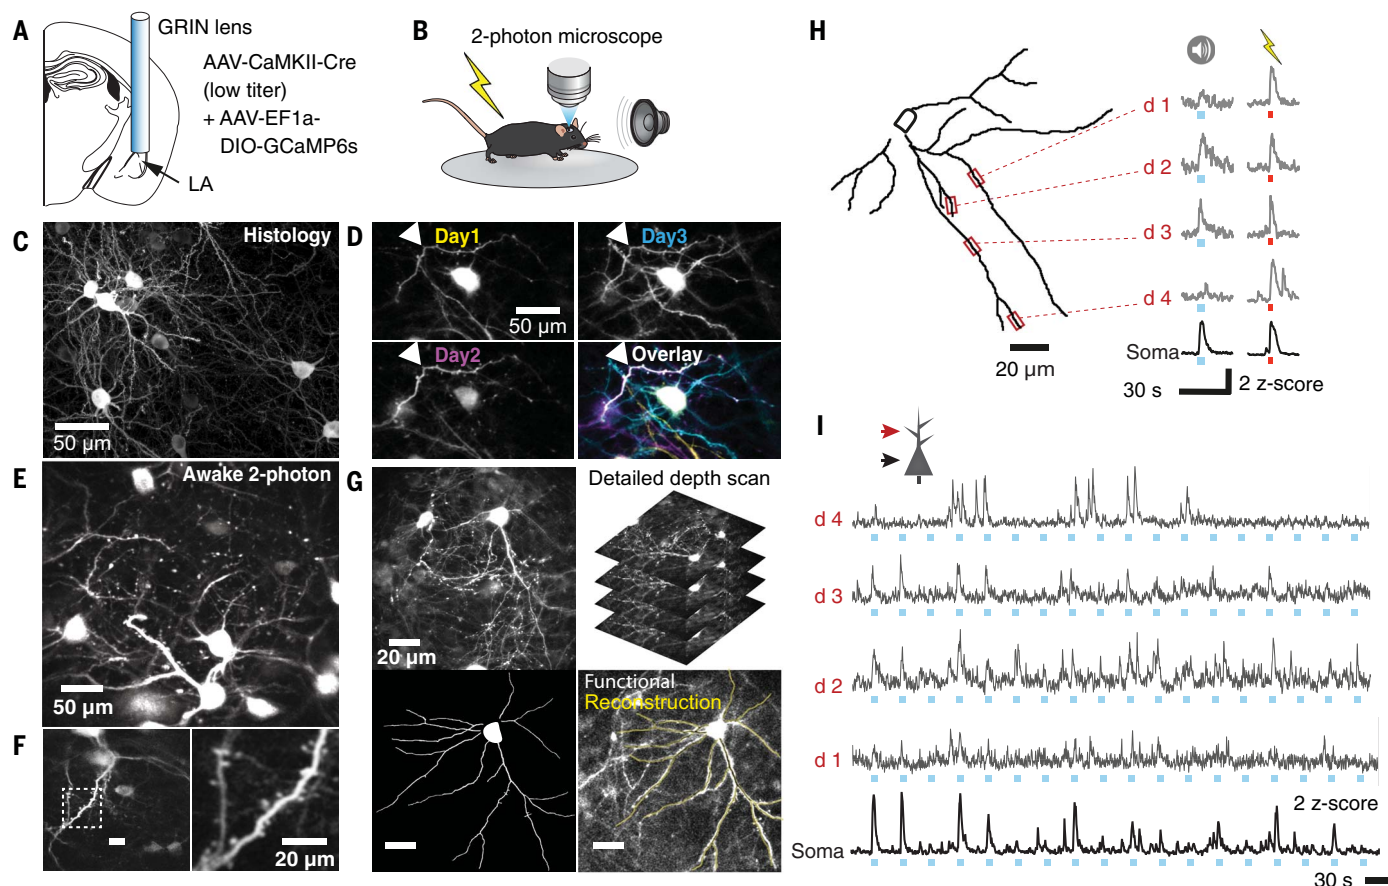 A
GRIN lens
AAV-CaMKII-Cre
(low titer)
+ AAV-EF1a-
DIO-GCaMP6s
LA
B
2-photon microscope
C
Histology
50 µm
D
Day1
50 µm
Day3
Day2
Overlay
E
Awake 2-photon
50 µm
F
20 µm
G
20 µm
Detailed depth scan
Functional
Reconstruction
H
d 1
d 2
d 3
d 4
Soma
20 µm
30 s
2 z-score
I
d 4
d 3
d 2
d 1
2 z-score
Soma
30 s